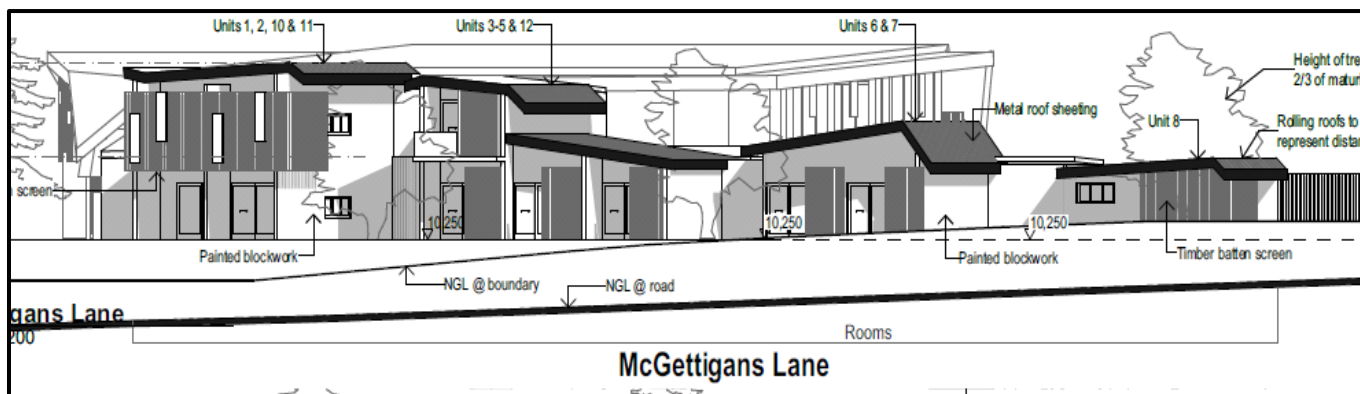 Units 1, 2, 10 & 11
Units 3-5 & 12
Units 6 & 7
Height of tre
2/3 of matur
Metal roof sheeting
Unit 8
Rolling roofs to
represent distan
screen
10,250
10,250
10,250
Painted blockwork
Painted blockwork
Timber batten screen
NGL @ boundary
NGL @ road
gans Lane
200
Rooms
McGettigans Lane